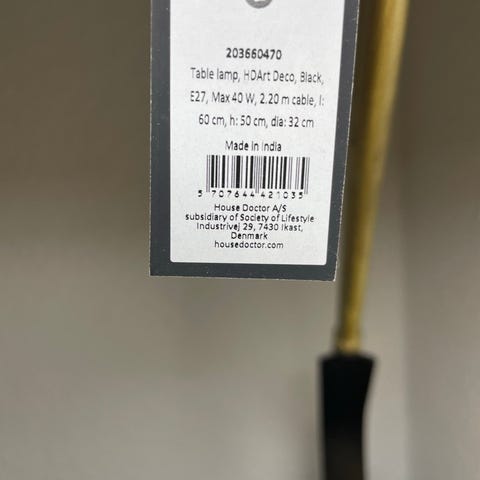 203660470
Table lamp, HDArt Deco, Black,
E27, Max 40 W, 2.20 m cable, l:
60 cm, h: 50 cm, dia: 32 cm
Made in India
5 707644 421035
House Doctor A/S
subsidiary of Society of Lifestyle
Industrivej 29, 7430 Ikast,
Denmark
housedoctor.com